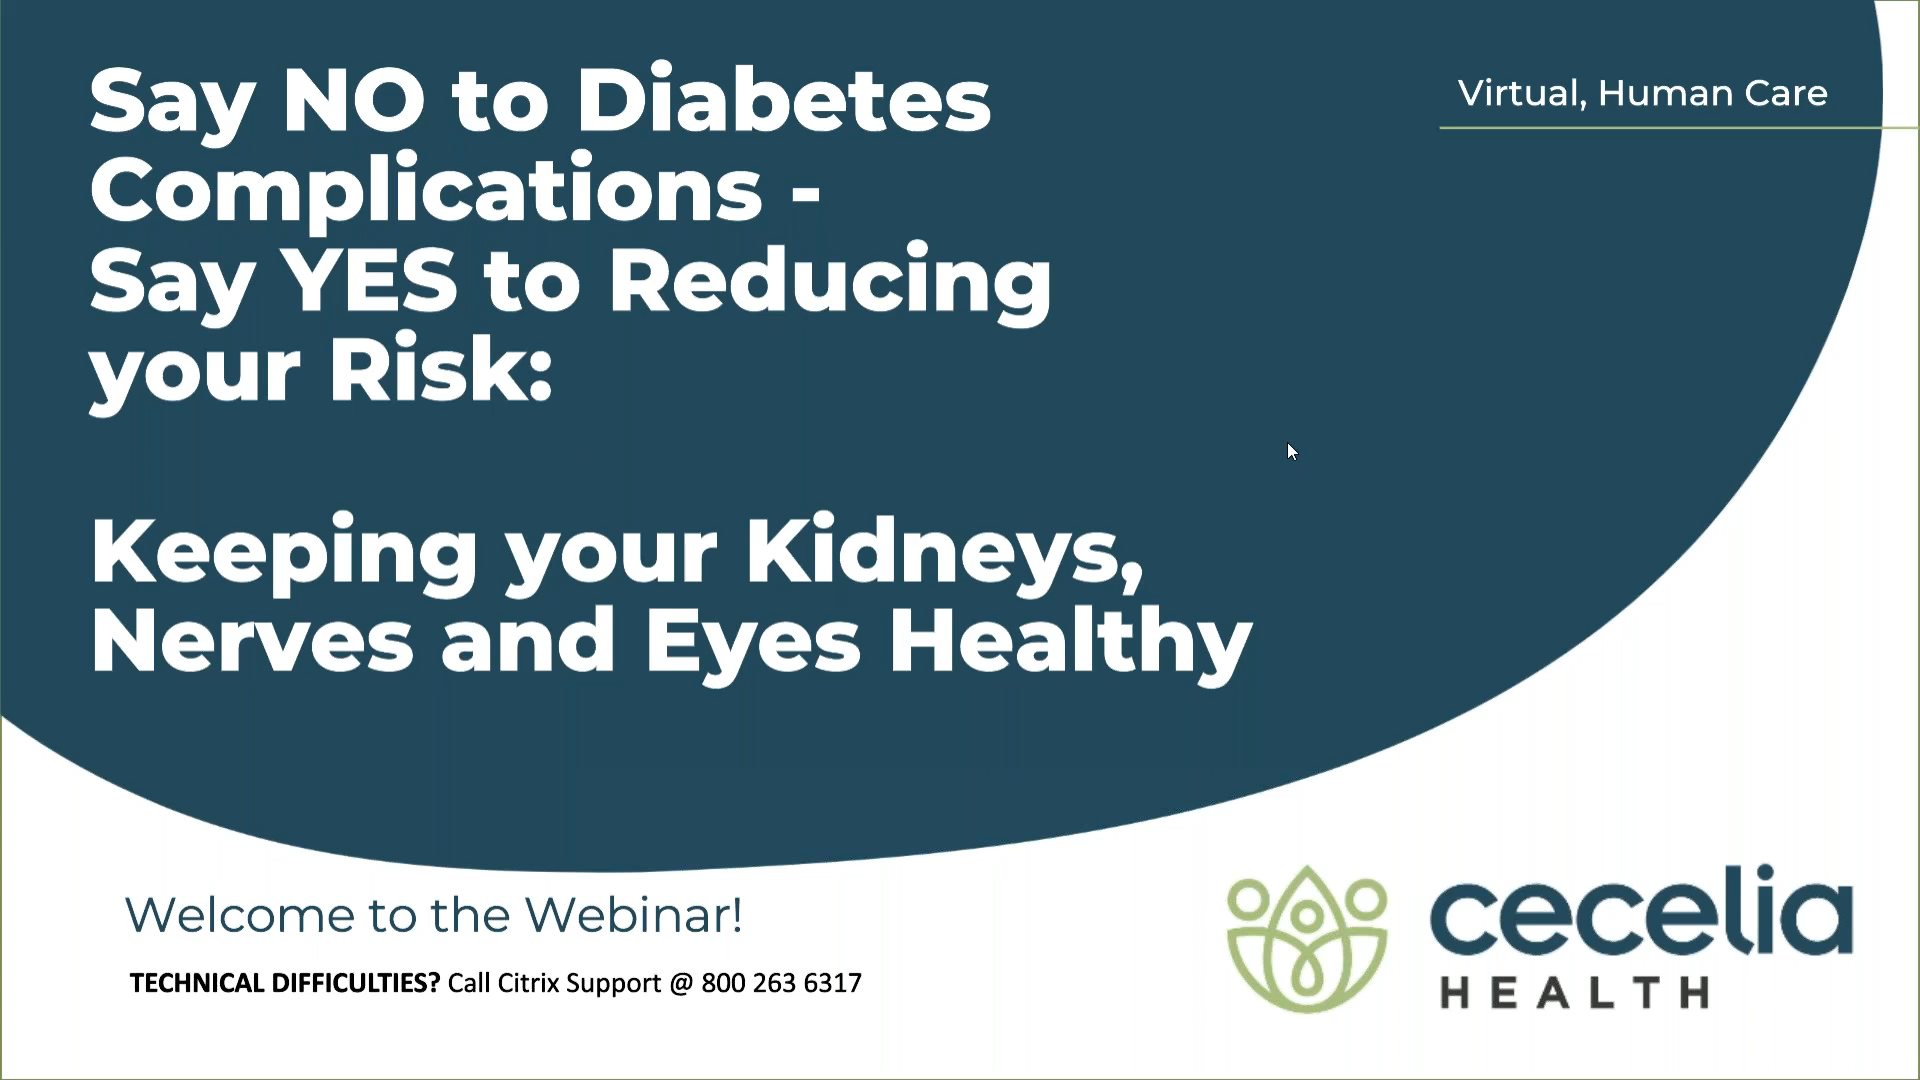 Say NO to Diabetes
Complications -
Say YES to Reducing
your Risk:
Keeping your Kidneys,
Nerves and Eyes Healthy
Virtual, Human Care
Welcome to the Webinar!
TECHNICAL DIFFICULTIES? Call Citrix Support @ 800 263 6317
cecelia
HEALTH